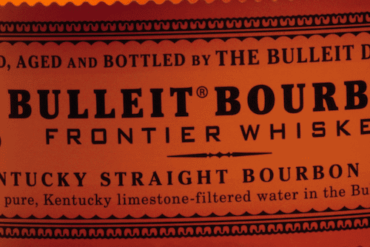 D, AGED AND BOTTLED BY THE BULLEIT D
BULLEIT® BOURB
FRONTIER WHISKE
NTUCKY STRAIGHT BOURBON
pure, Kentucky limestone-filtered water in the Bu